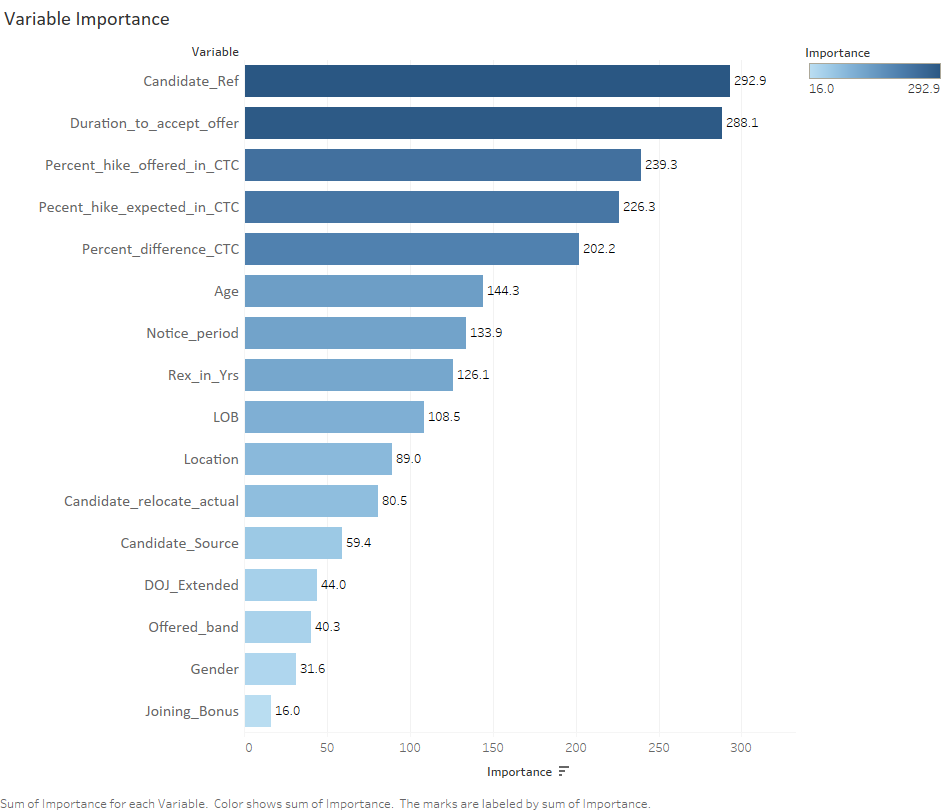 Variable Importance
Variable
Importance
16.0 292.9
Candidate_Ref 292.9
Duration_to_accept_offer 288.1
Percent_hike_offered_in_CTC 239.3
Pecent_hike_expected_in_CTC 226.3
Percent_difference_CTC 202.2
Age 144.3
Notice_period 133.9
Rex_in_Yrs 126.1
LOB 108.5
Location 89.0
Candidate_relocate_actual 80.5
Candidate_Source 59.4
DOJ_Extended 44.0
Offered_band 40.3
Gender 31.6
Joining_Bonus 16.0
0 50 100 150 200 250 300
Importance
Sum of Importance for each Variable. Color shows sum of Importance. The marks are labeled by sum of Importance.